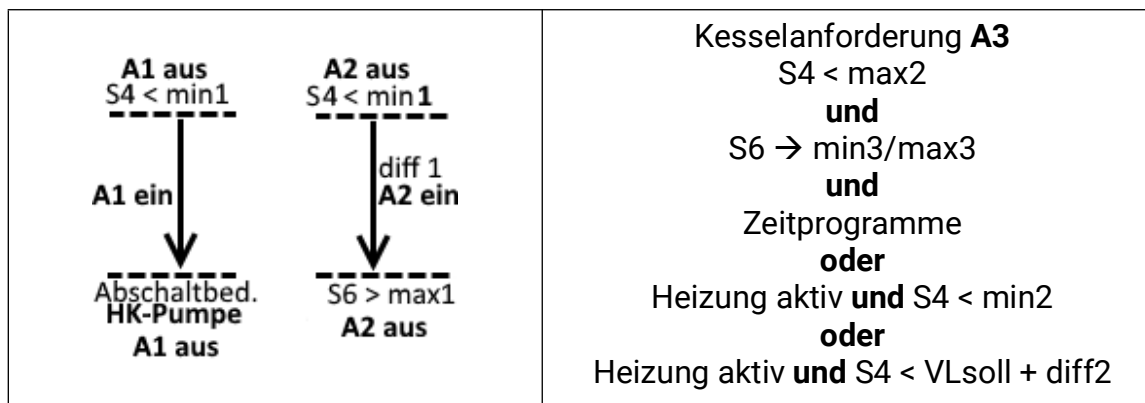 A1 aus
S4 < min1
A1 ein
Abschaltbed.
HK-Pumpe
A1 aus
A2 aus
S4 < min1
diff 1
A2 ein
S6 > max1
A2 aus
Kesselanforderung A3
S4 < max2
und
S6 → min3/max3
und
Zeitprogramme
oder
Heizung aktiv und S4 < min2
oder
Heizung aktiv und S4 < VLsoll + diff2